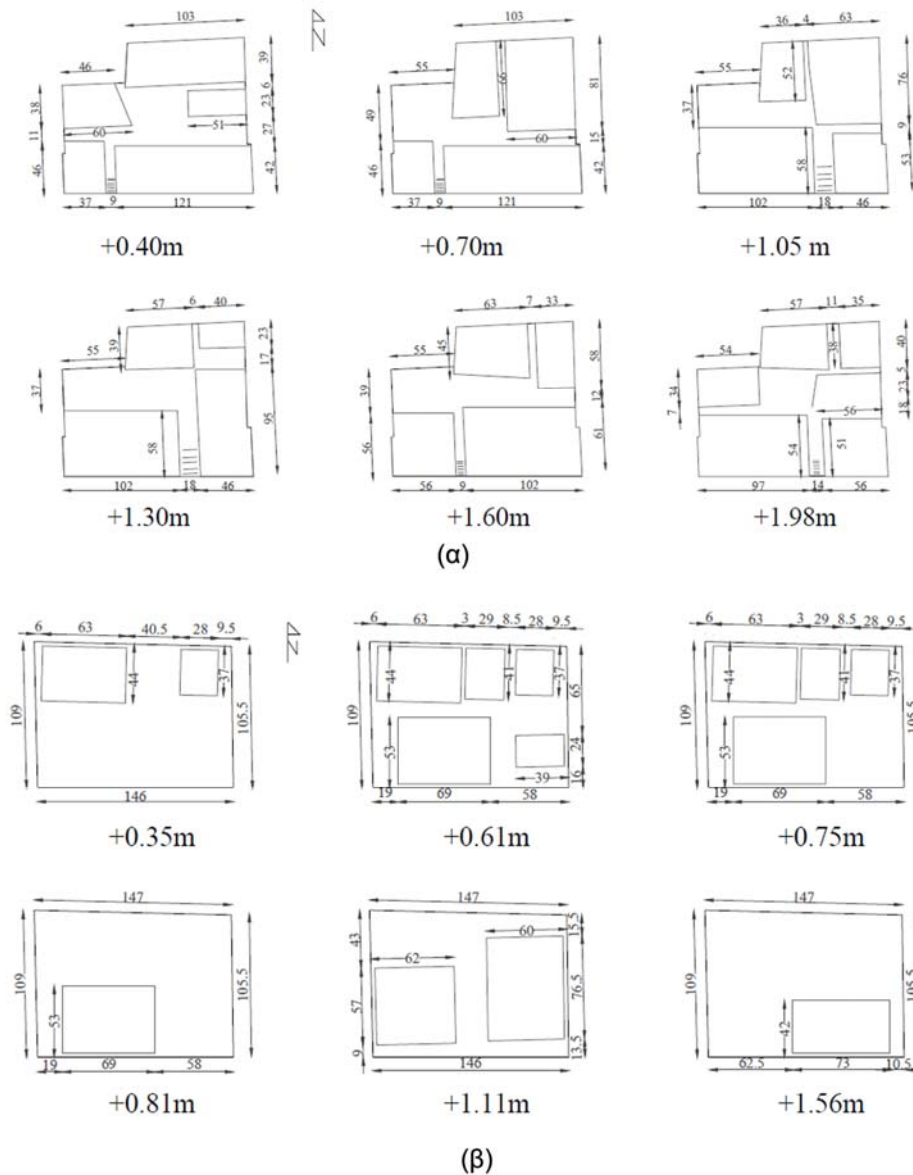 103
46
39
6
23
27
42
38
11
46
60
51
37 9 121
+0.40m
103
55
66
81
15
42
49
46
60
37 9 121
+0.70m
36 4 63
55
52
76
9
53
37
58
102 18 46
+1.05 m
57 6 40
55
39
23
17
95
37
58
102 18 46
+1.30m
63 7 33
55
45
58
12
61
39
56
56 9 102
+1.60m
57 11 35
54
38
40
5
23
18
34
7
56
54
51
97 14 56
+1.98m
(α)
6 63 40.5 28 9.5
109
44
37
105.5
146
+0.35m
6 63 3 29 8.5 28 9.5
109
44
41
37
65
53
24
39
16
19 69 58
+0.61m
6 63 3 29 8.5 28 9.5
109
44
41
37
105.5
53
19 69 58
+0.75m
147
109
105.5
53
19 69 58
+0.81m
147
43
60
15.5
62
57
76.5
9
13.5
146
+1.11m
147
109
105.5
42
62.5 73 10.5
+1.56m
(β)